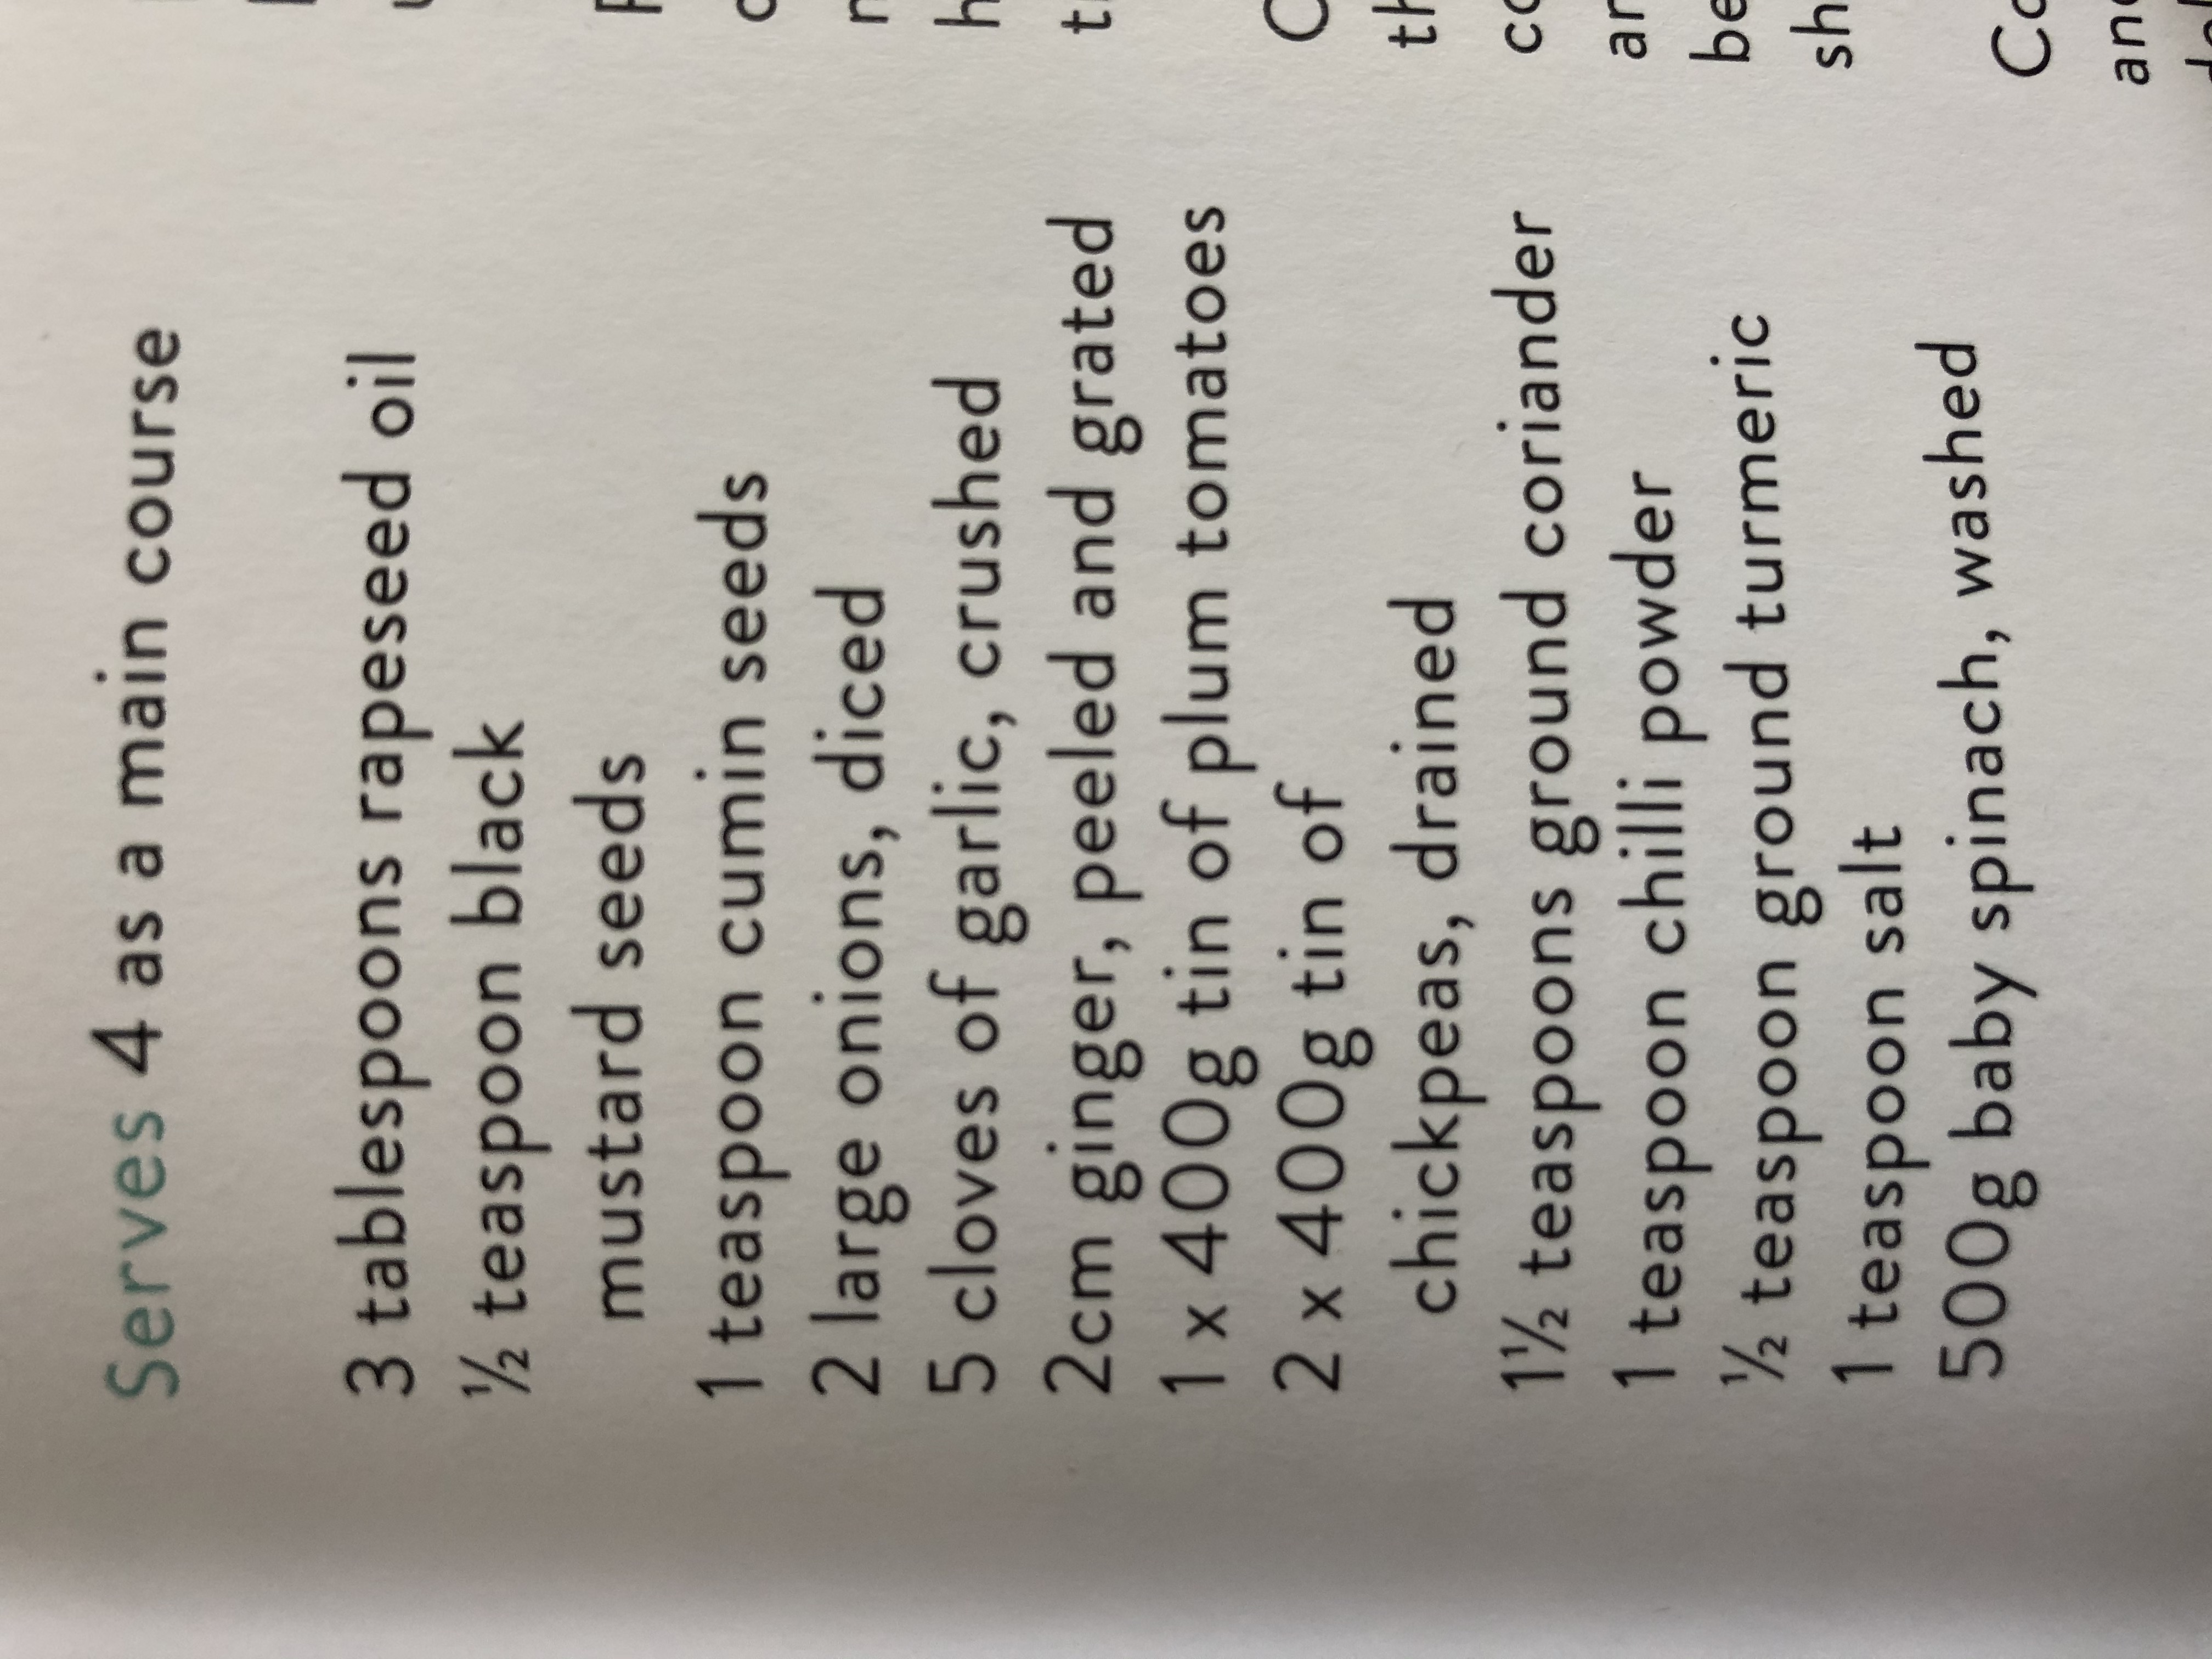 Serves 4 as a main course
3 tablespoons rapeseed oil
½ teaspoon black
mustard seeds
1 teaspoon cumin seeds
2 large onions, diced
5 cloves of garlic, crushed
2cm ginger, peeled and grated
1 x 400g tin of plum tomatoes
2 x 400g tin of
chickpeas, drained
1½ teaspoons ground coriander
1 teaspoon chilli powder
½ teaspoon ground turmeric
1 teaspoon salt
500g baby spinach, washed